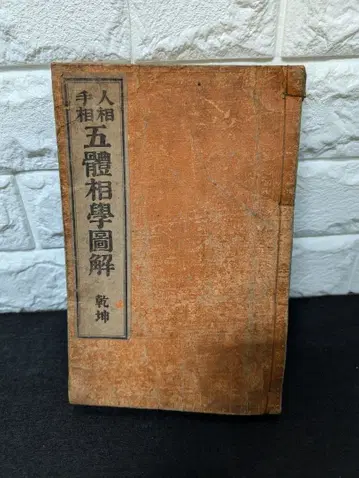 人相
手相
五體相學圖解
乾坤